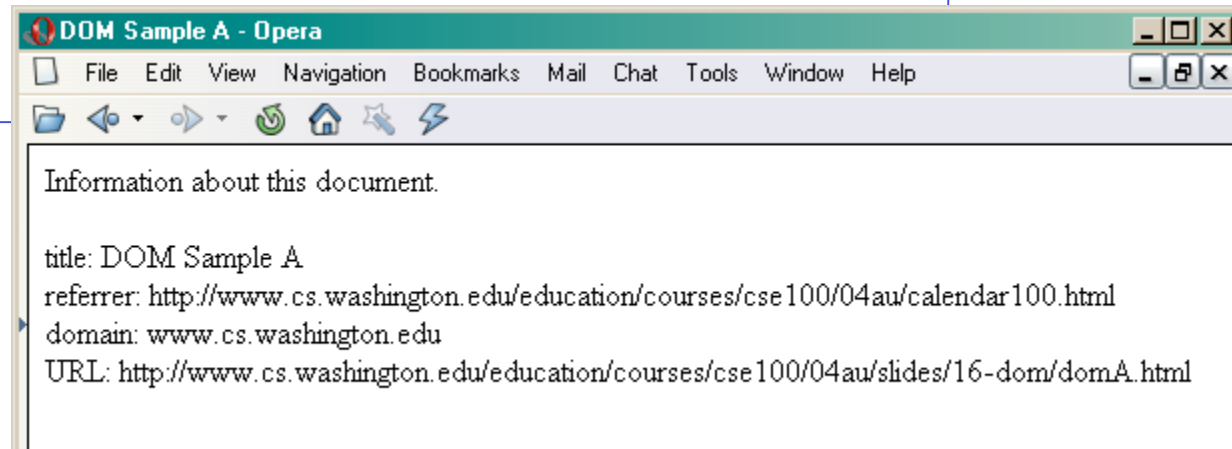 DOM Sample A - Opera
File Edit View Navigation Bookmarks Mail Chat Tools Window Help
Information about this document.
title: DOM Sample A
referrer: http://www.cs.washington.edu/education/courses/cse100/04au/calendar100.html
domain: www.cs.washington.edu
URL: http://www.cs.washington.edu/education/courses/cse100/04au/slides/16-dom/domA.html